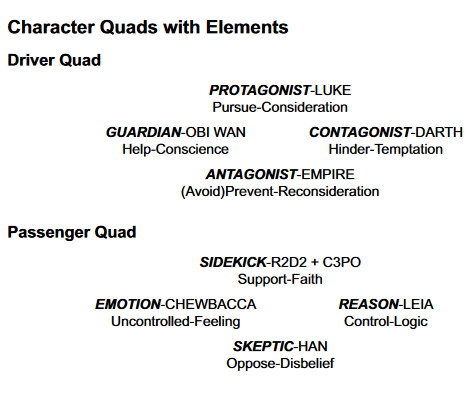 Character Quads with Elements
Driver Quad
PROTAGONIST-LUKE
Pursue-Consideration
GUARDIAN-OBI WAN CONTAGONIST-DARTH
Help-Conscience Hinder-Temptation
ANTAGONIST-EMPIRE
(Avoid)Prevent-Reconsideration
Passenger Quad
SIDEKICK-R2D2 + C3PO
Support-Faith
EMOTION-CHEWBACCA REASON-LEIA
Uncontrolled-Feeling Control-Logic
SKEPTIC-HAN
Oppose-Disbelief